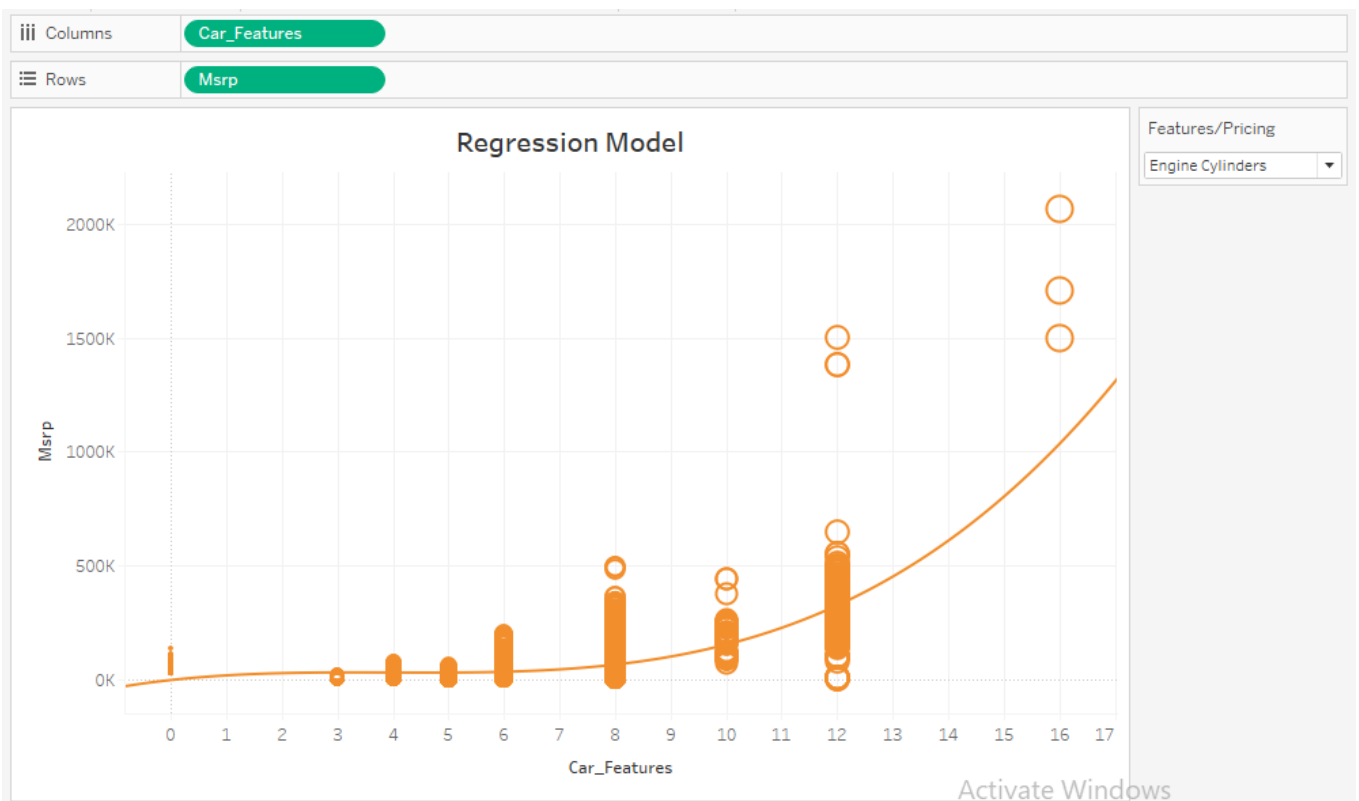 Columns Car_Features
Rows Msrp
Regression Model
Features/Pricing
Engine Cylinders
2000K
1500K
1000K
500K
0K
Msrp
0 1 2 3 4 5 6 7 8 9 10 11 12 13 14 15 16 17
Car_Features
Activate Windows